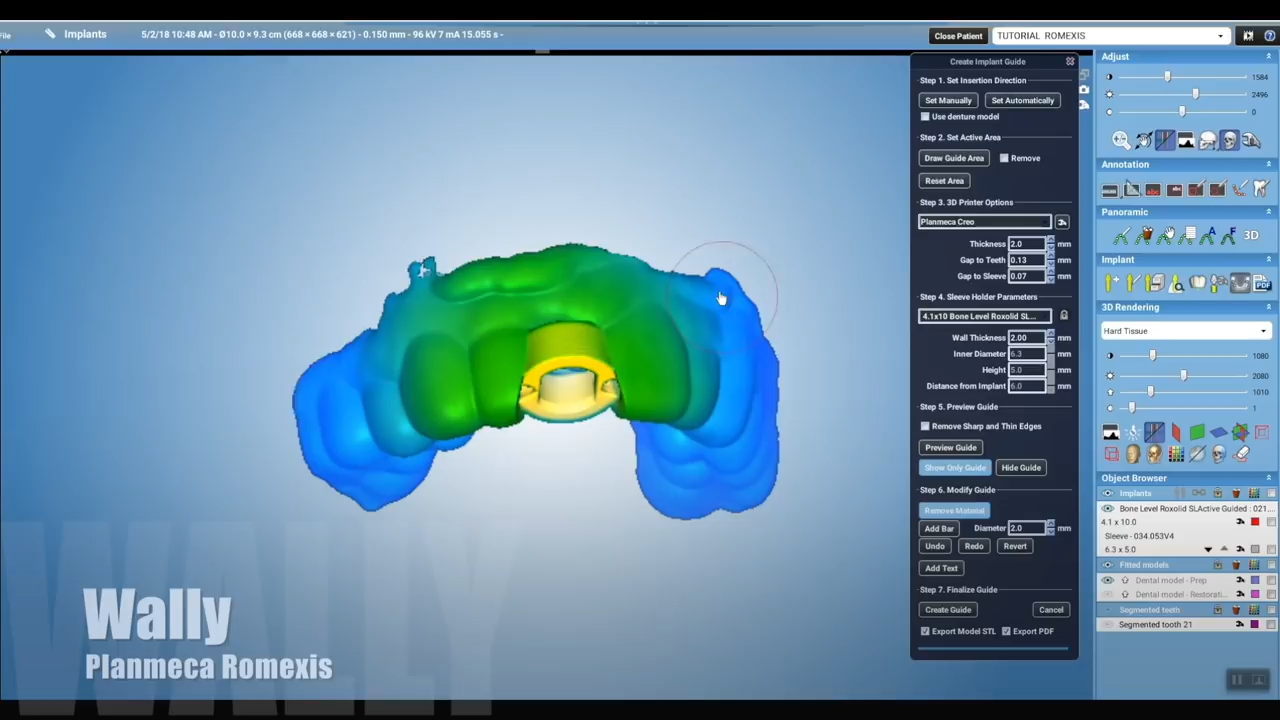 File
Implants
5/2/18 10:48 AM - Ø10.0 × 9.3 cm (668 × 668 × 621) - 0.150 mm - 96 kV 7 mA 15.055 s -
Close Patient
TUTORIAL ROMEXIS
Create Implant Guide
Step 1. Set Insertion Direction
Set Manually
Set Automatically
Use denture model
Step 2. Set Active Area
Draw Guide Area
Remove
Reset Area
Step 3. 3D Printer Options
Planmeca Creo
Thickness 2.0 mm
Gap to Teeth 0.13 mm
Gap to Sleeve 0.07 mm
Step 4. Sleeve Holder Parameters
4.1x10 Bone Level Roxolid SL...
Wall Thickness 2.00 mm
Inner Diameter 6.3 mm
Height 5.0 mm
Distance from Implant 6.0 mm
Step 5. Preview Guide
Remove Sharp and Thin Edges
Preview Guide
Show Only Guide
Hide Guide
Step 6. Modify Guide
Remove Material
Add Bar
Diameter 2.0 mm
Undo
Redo
Revert
Add Text
Step 7. Finalize Guide
Create Guide
Cancel
Export Model STL
Export PDF
Adjust
1584
2496
0
Annotation
Panoramic
3D
Implant
PDF
3D Rendering
Hard Tissue
1080
2080
1010
1
Object Browser
Implants
Bone Level Roxolid SLActive Guided : 021.
4.1 x 10.0
Sleeve - 034.053V4
6.3 x 5.0
Fitted models
Dental model - Prep
Dental model - Restorati...
Segmented teeth
Segmented tooth 21
Wally
Planmeca Romexis